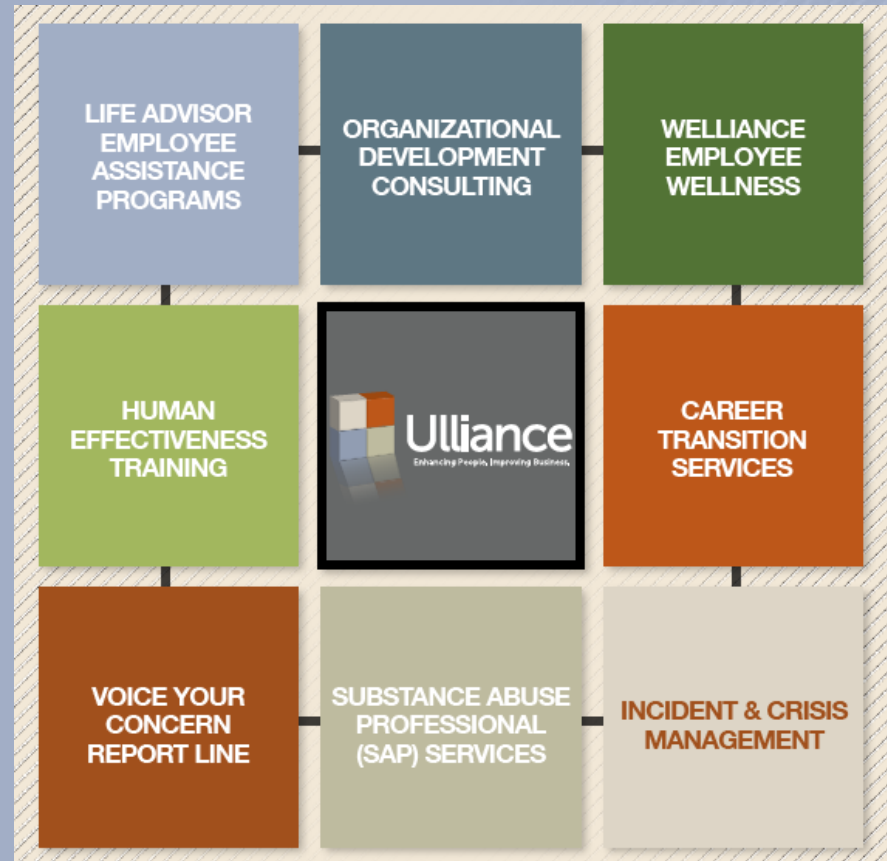 LIFE ADVISOR
EMPLOYEE
ASSISTANCE
PROGRAMS
ORGANIZATIONAL
DEVELOPMENT
CONSULTING
WELLIANCE
EMPLOYEE
WELLNESS
HUMAN
EFFECTIVENESS
TRAINING
Ulliance
Enhancing People, Improving Business.
CAREER
TRANSITION
SERVICES
VOICE YOUR
CONCERN
REPORT LINE
SUBSTANCE ABUSE
PROFESSIONAL
(SAP) SERVICES
INCIDENT & CRISIS
MANAGEMENT